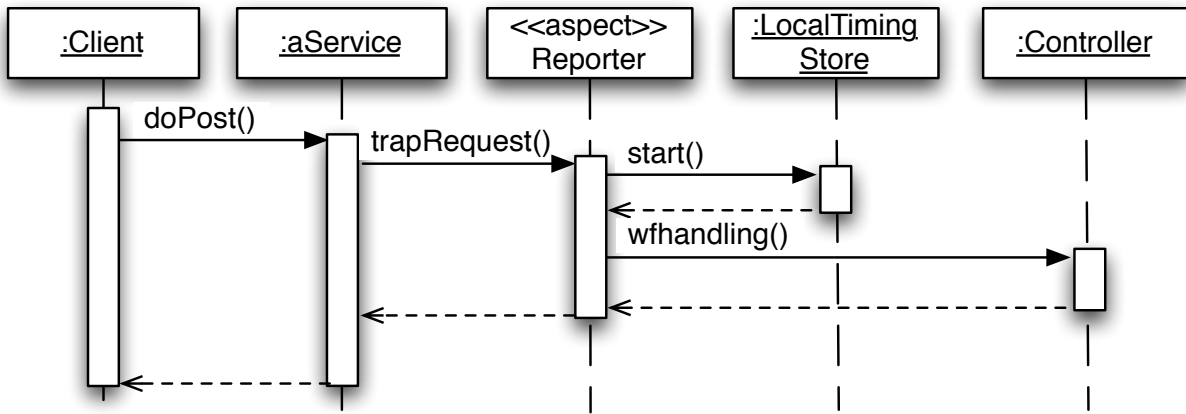 :Client
:aService
<<aspect>>
Reporter
:LocalTiming
Store
:Controller
doPost()
trapRequest()
start()
wfhandling()